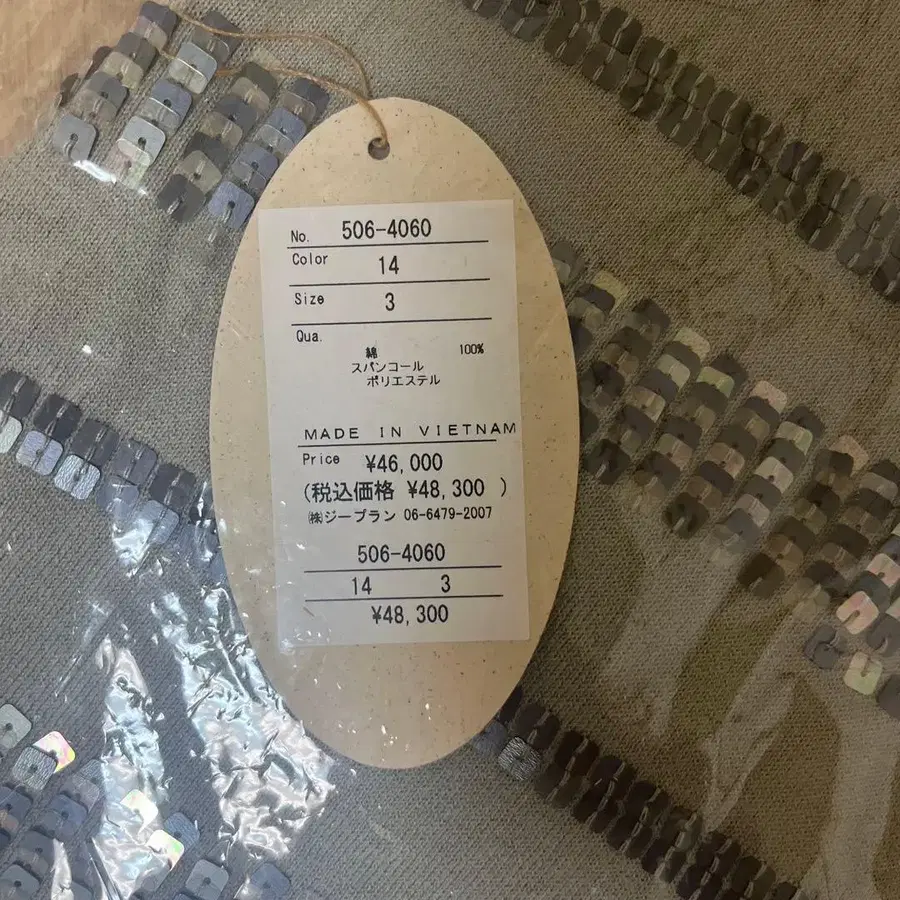 No. 506-4060
Color 14
Size 3
Qua.
綿 100%
スパンコール
ポリエステル
MADE IN VIETNAM
Price ¥46,000
(税込価格 ¥48,300 )
㈱ジープラン 06-6479-2007
506-4060
14 3
¥48,300